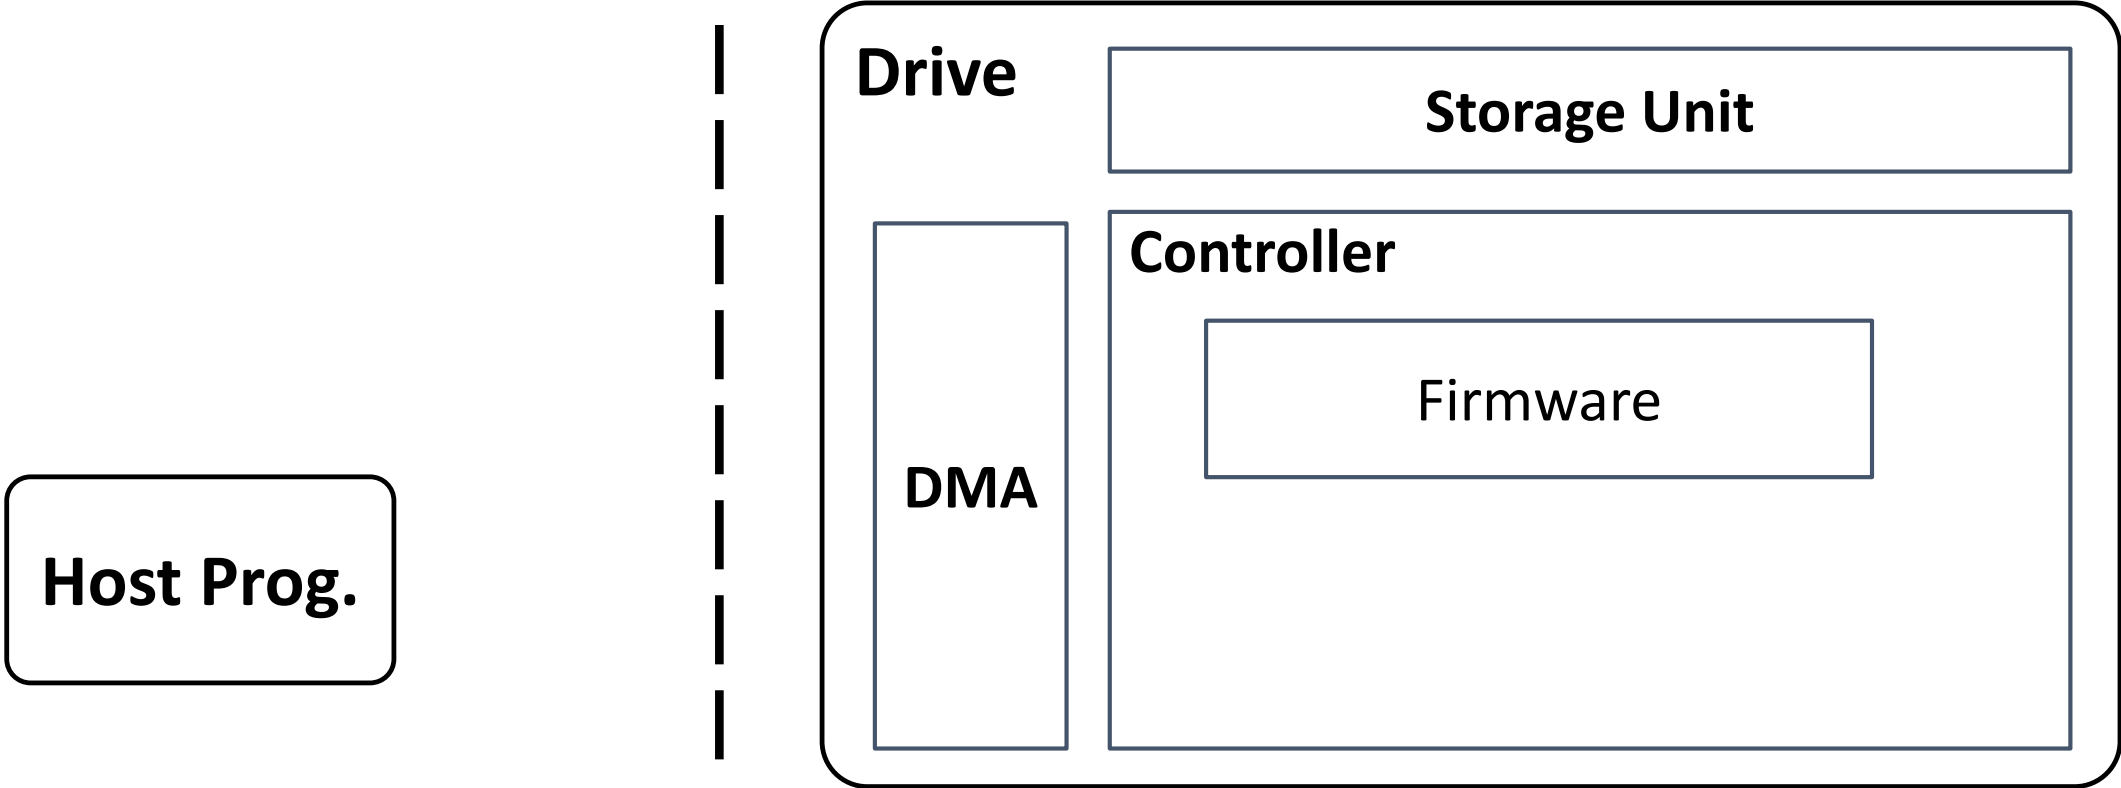 Drive
Storage Unit
Controller
Firmware
DMA
Host Prog.